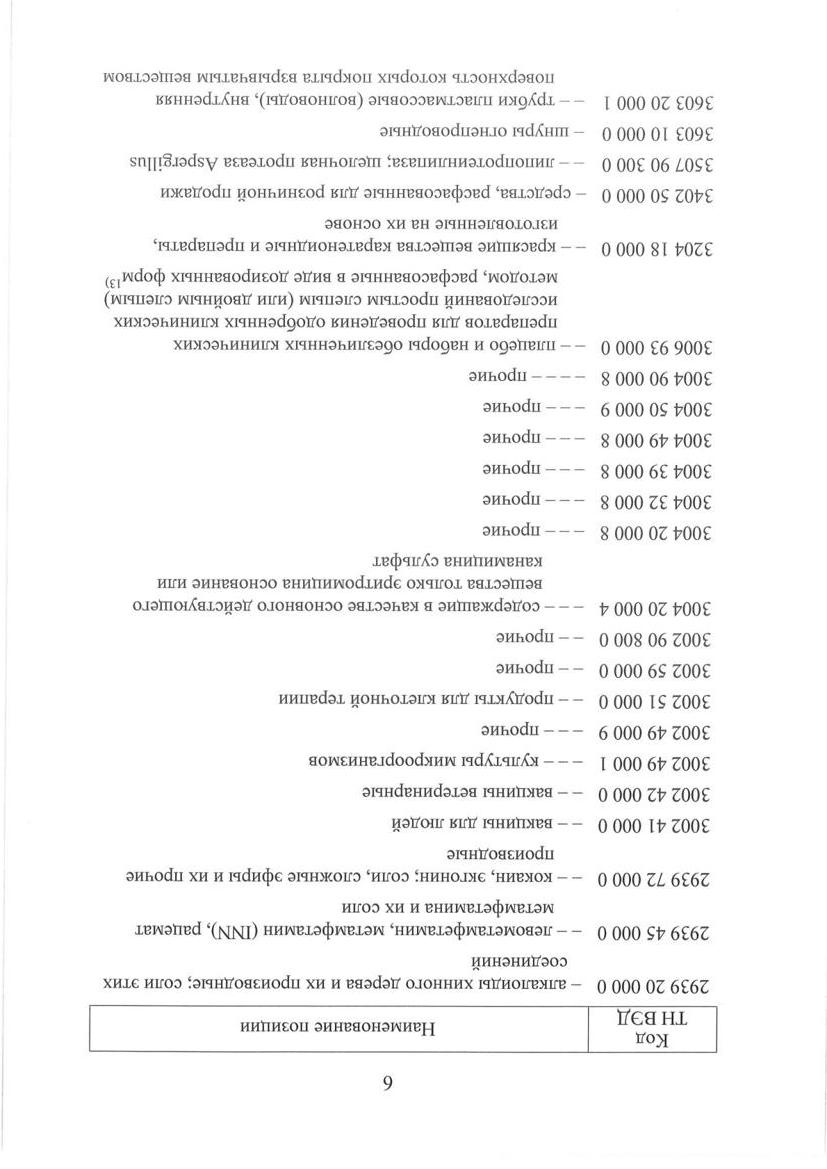 6
Код
ТН ВЭД
Наименование позиции
2939 20 000 0 – алкалоиды хинного дерева и их производные; соли этих
соединений
2939 45 000 0 – – левометамфетамин, метамфетамин (INN), рацемат
метамфетамина и их соли
2939 72 000 0 – – кокаин, экгонин; соли, сложные эфиры и их прочие
производные
3002 41 000 0 – – вакцины для людей
3002 42 000 0 – – вакцины ветеринарные
3002 49 000 1 – – – культуры микроорганизмов
3002 49 000 9 – – – прочие
3002 51 000 0 – – продукты для клеточной терапии
3002 59 000 0 – – прочие
3002 90 800 0 – – прочие
3004 20 000 4 – – – содержащие в качестве основного действующего
вещества только эритромицина основание или
канамицина сульфат
3004 20 000 8 – – – прочие
3004 32 000 8 – – – прочие
3004 39 000 8 – – – прочие
3004 49 000 8 – – – прочие
3004 50 000 9 – – – прочие
3004 90 000 8 – – – – прочие
3006 93 000 0 – – плацебо и наборы обезличенных клинических
препаратов для проведения одобренных клинических
исследований простым слепым (или двойным слепым)
методом, расфасованные в виде дозированных форм13)
3204 18 000 0 – – красящие вещества каратеноидные и препараты,
изготовленные на их основе
3402 50 000 0 – средства, расфасованные для розничной продажи
3507 90 300 0 – – липопротеинлипаза; щелочная протеаза Aspergillus
3603 10 000 0 – шнуры огнепроводные
3603 20 000 1 – – трубки пластмассовые (волноводы), внутренняя
поверхность которых покрыта взрывчатым веществом